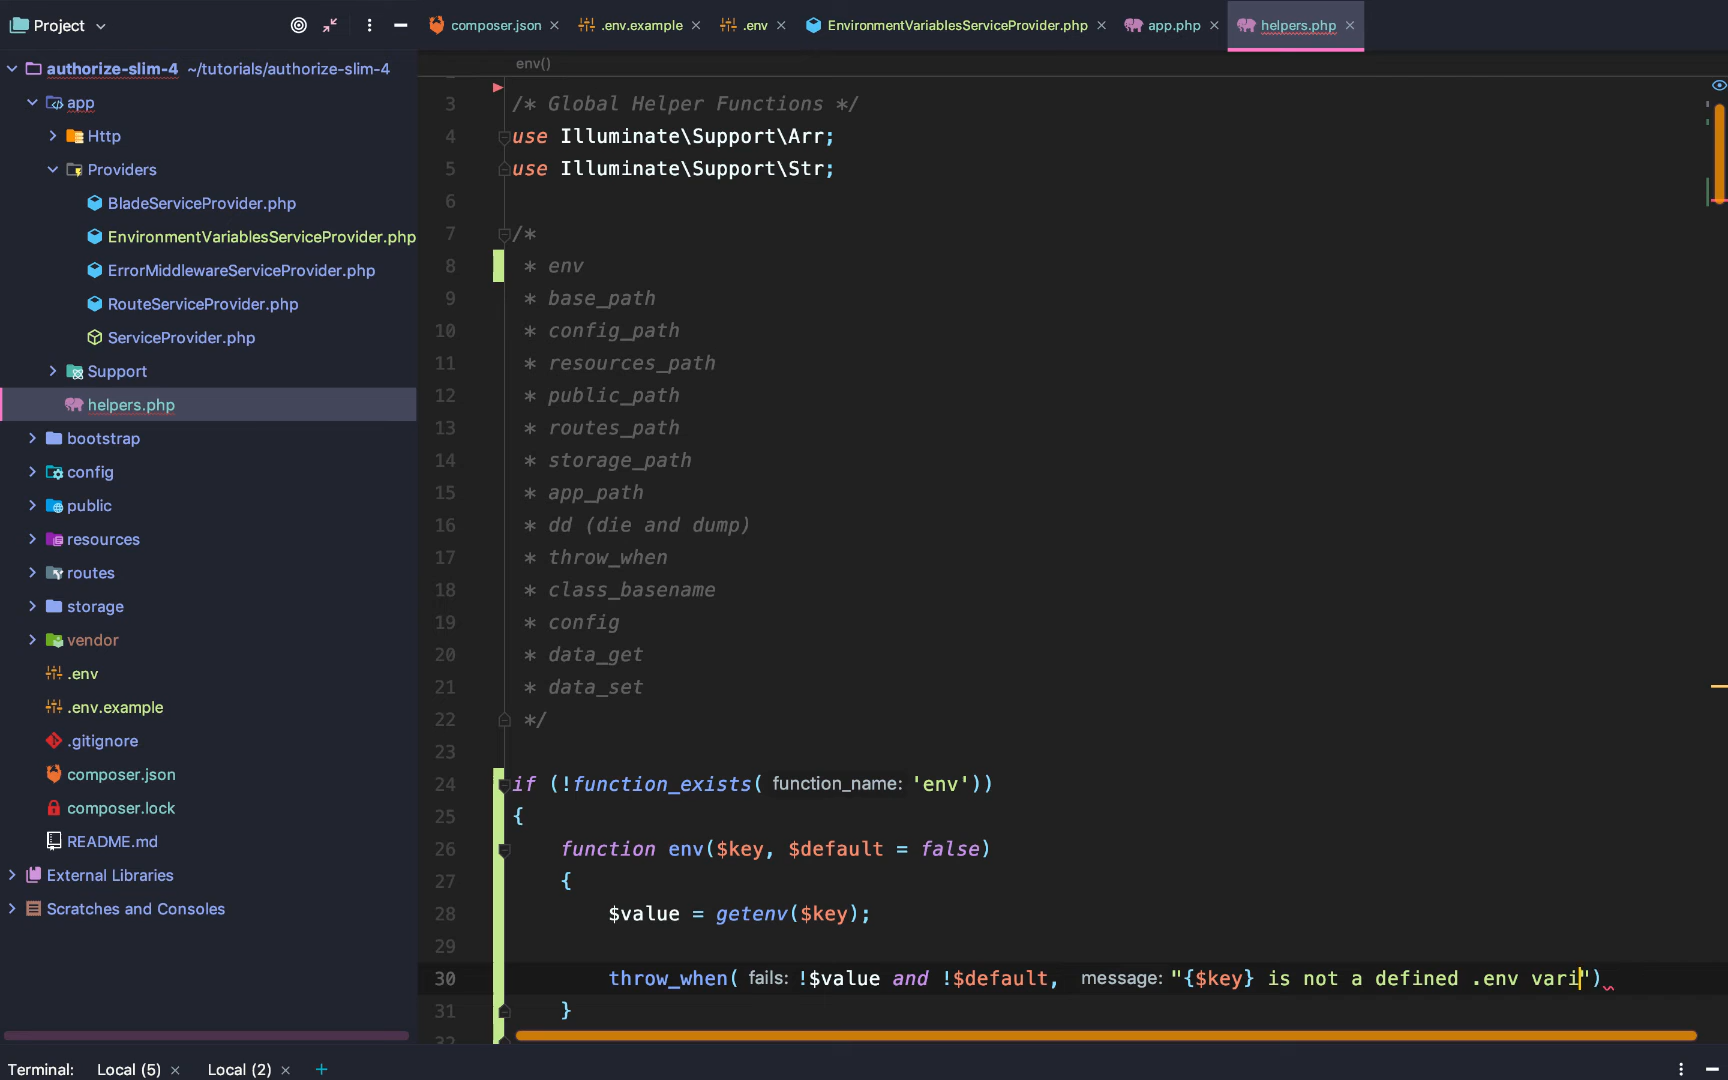 Project
composer.json
.env.example
.env
EnvironmentVariablesServiceProvider.php
app.php
helpers.php
authorize-slim-4 ~/tutorials/authorize-slim-4
app
Http
Providers
BladeServiceProvider.php
EnvironmentVariablesServiceProvider.php
ErrorMiddlewareServiceProvider.php
RouteServiceProvider.php
ServiceProvider.php
Support
helpers.php
bootstrap
config
public
resources
routes
storage
vendor
.env
.env.example
.gitignore
composer.json
composer.lock
README.md
External Libraries
Scratches and Consoles
env()
3 /* Global Helper Functions */
4 use Illuminate\Support\Arr;
5 use Illuminate\Support\Str;
6
7 /*
8 * env
9 * base_path
10 * config_path
11 * resources_path
12 * public_path
13 * routes_path
14 * storage_path
15 * app_path
16 * dd (die and dump)
17 * throw_when
18 * class_basename
19 * config
20 * data_get
21 * data_set
22 */
23
24 if (!function_exists( function_name: 'env'))
25 {
26 function env($key, $default = false)
27 {
28 $value = getenv($key);
29
30 throw_when( fails: !$value and !$default, message: "{$key} is not a defined .env vari")
31 }
32
Terminal: Local (5) Local (2) +